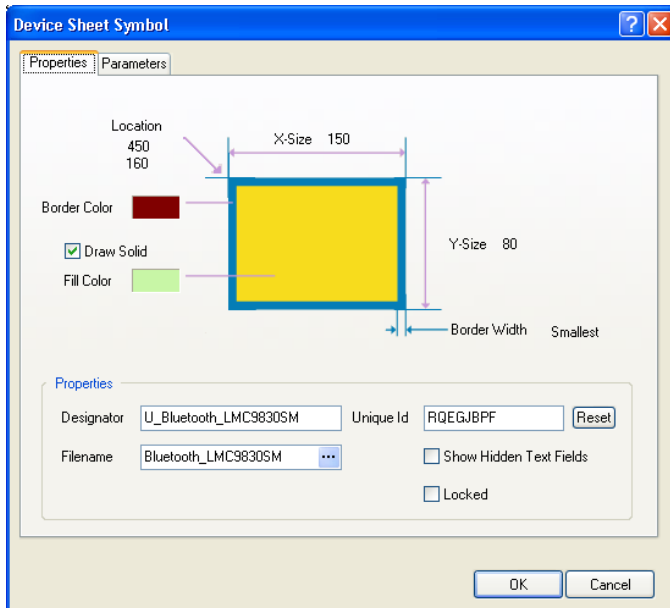 Device Sheet Symbol
Properties Parameters
Location
450
160
X-Size 150
Border Color
Draw Solid
Fill Color
Y-Size 80
Border Width Smallest
Properties
Designator U_Bluetooth_LMC9830SM Unique Id RQEGJBPF Reset
Filename Bluetooth_LMC9830SM ... Show Hidden Text Fields
Locked
OK Cancel